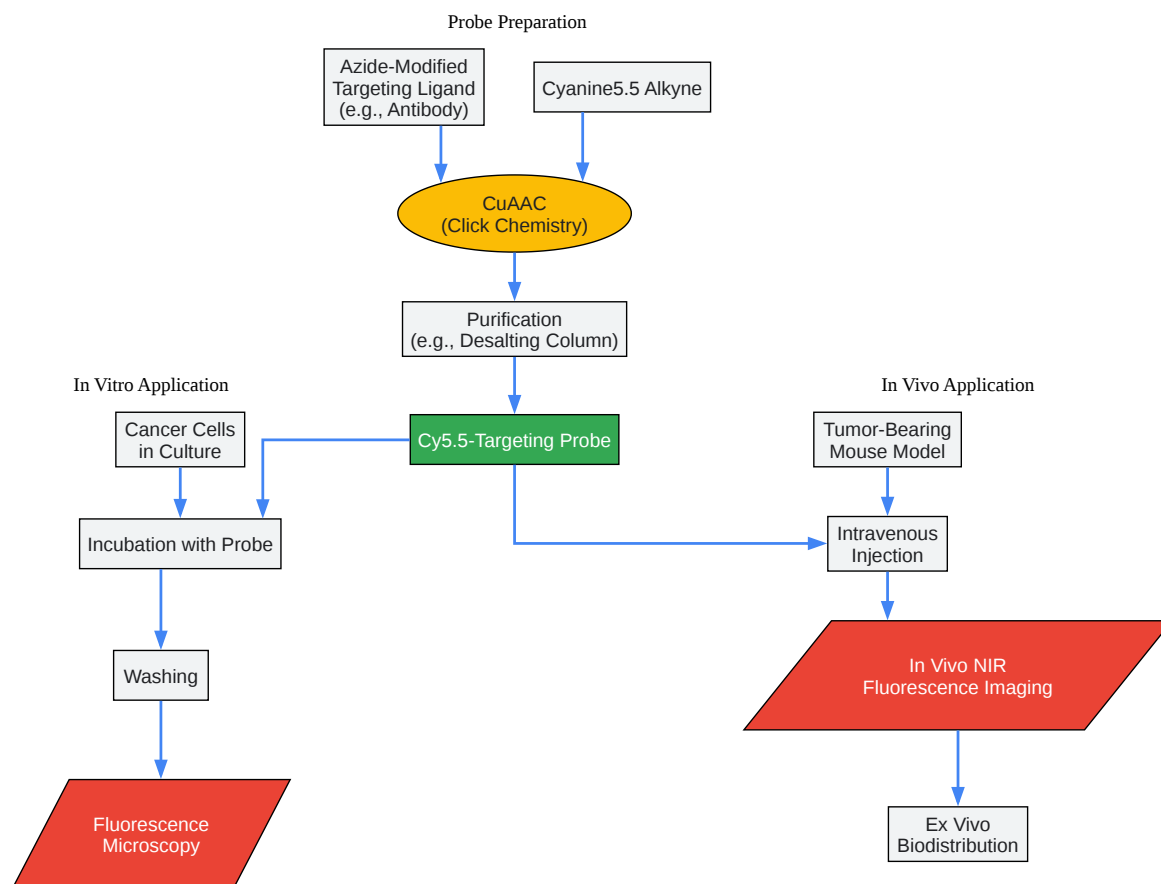 Probe Preparation
Azide-Modified
Targeting Ligand
(e.g., Antibody)
Cyanine5.5 Alkyne
CuAAC
(Click Chemistry)
Purification
(e.g., Desalting Column)
In Vitro Application
In Vivo Application
Cancer Cells
in Culture
Cy5.5-Targeting Probe
Tumor-Bearing
Mouse Model
Incubation with Probe
Intravenous
Injection
Washing
In Vivo NIR
Fluorescence Imaging
Fluorescence
Microscopy
Ex Vivo
Biodistribution